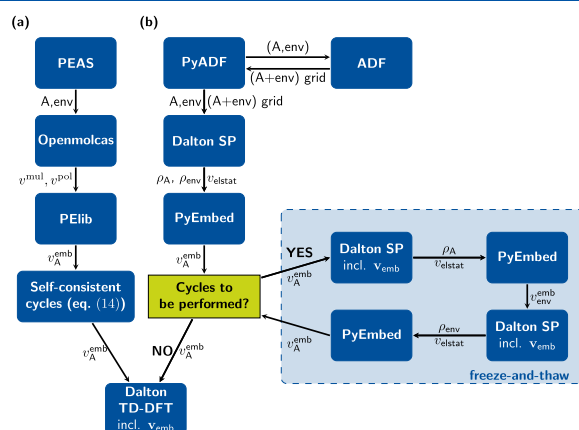 (a)
(b)
PEAS
PyADF
ADF
(A,env)
(A+env) grid
A,env
A,env
(A+env) grid
Openmolcas
Dalton SP
v^mul, v^pol
ρ_A, ρ_env
v_elstat
PElib
PyEmbed
v_A^emb
v_A^emb
Self-consistent
cycles (eq. (14))
Cycles to
be performed?
YES
v_A^emb
v_A^emb
Dalton SP
incl. v_emb
ρ_A
v_elstat
PyEmbed
v_env^emb
PyEmbed
ρ_env
v_elstat
Dalton SP
incl. v_emb
freeze-and-thaw
v_A^emb
NO
v_A^emb
Dalton
TD-DFT
incl. v_emb